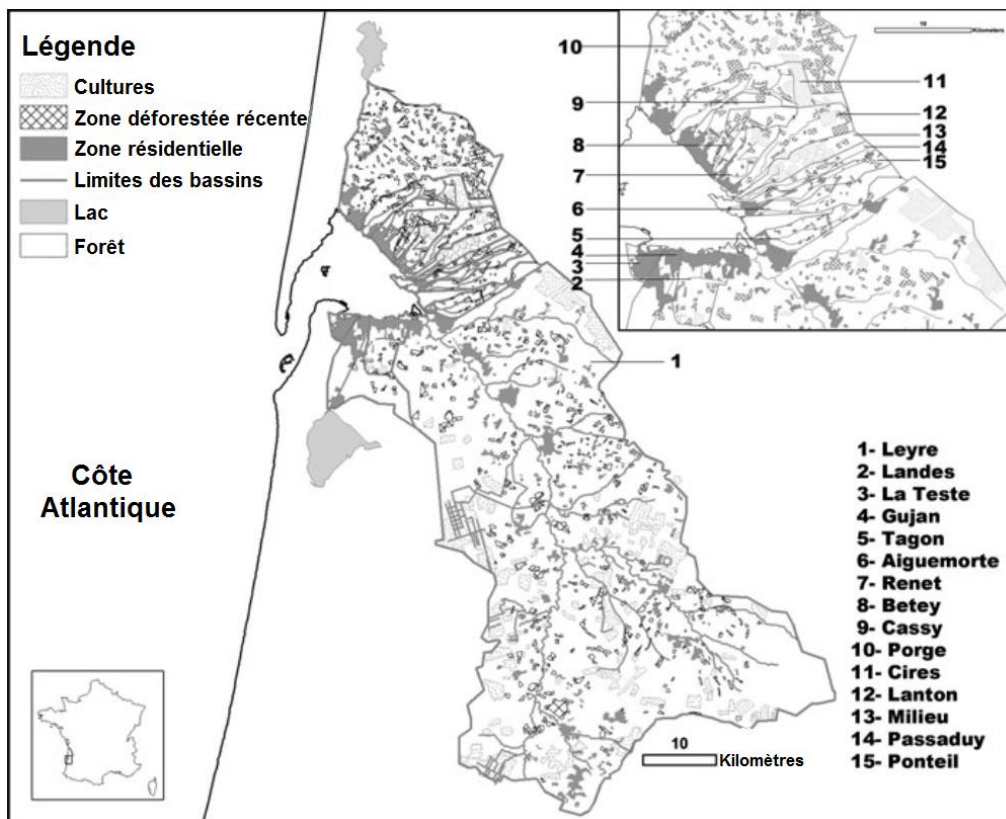 Légende
Cultures
Zone déforestée récente
Zone résidentielle
Limites des bassins
Lac
Forêt
Côte
Atlantique
10
Kilometers
10
11
9
12
13
8
14
15
7
6
5
4
3
2
1
1- Leyre
2- Landes
3- La Teste
4- Gujan
5- Tagon
6- Aiguemorte
7- Renet
8- Betey
9- Cassy
10- Porge
11- Cires
12- Lanton
13- Milieu
14- Passaduy
15- Ponteil
10
Kilomètres